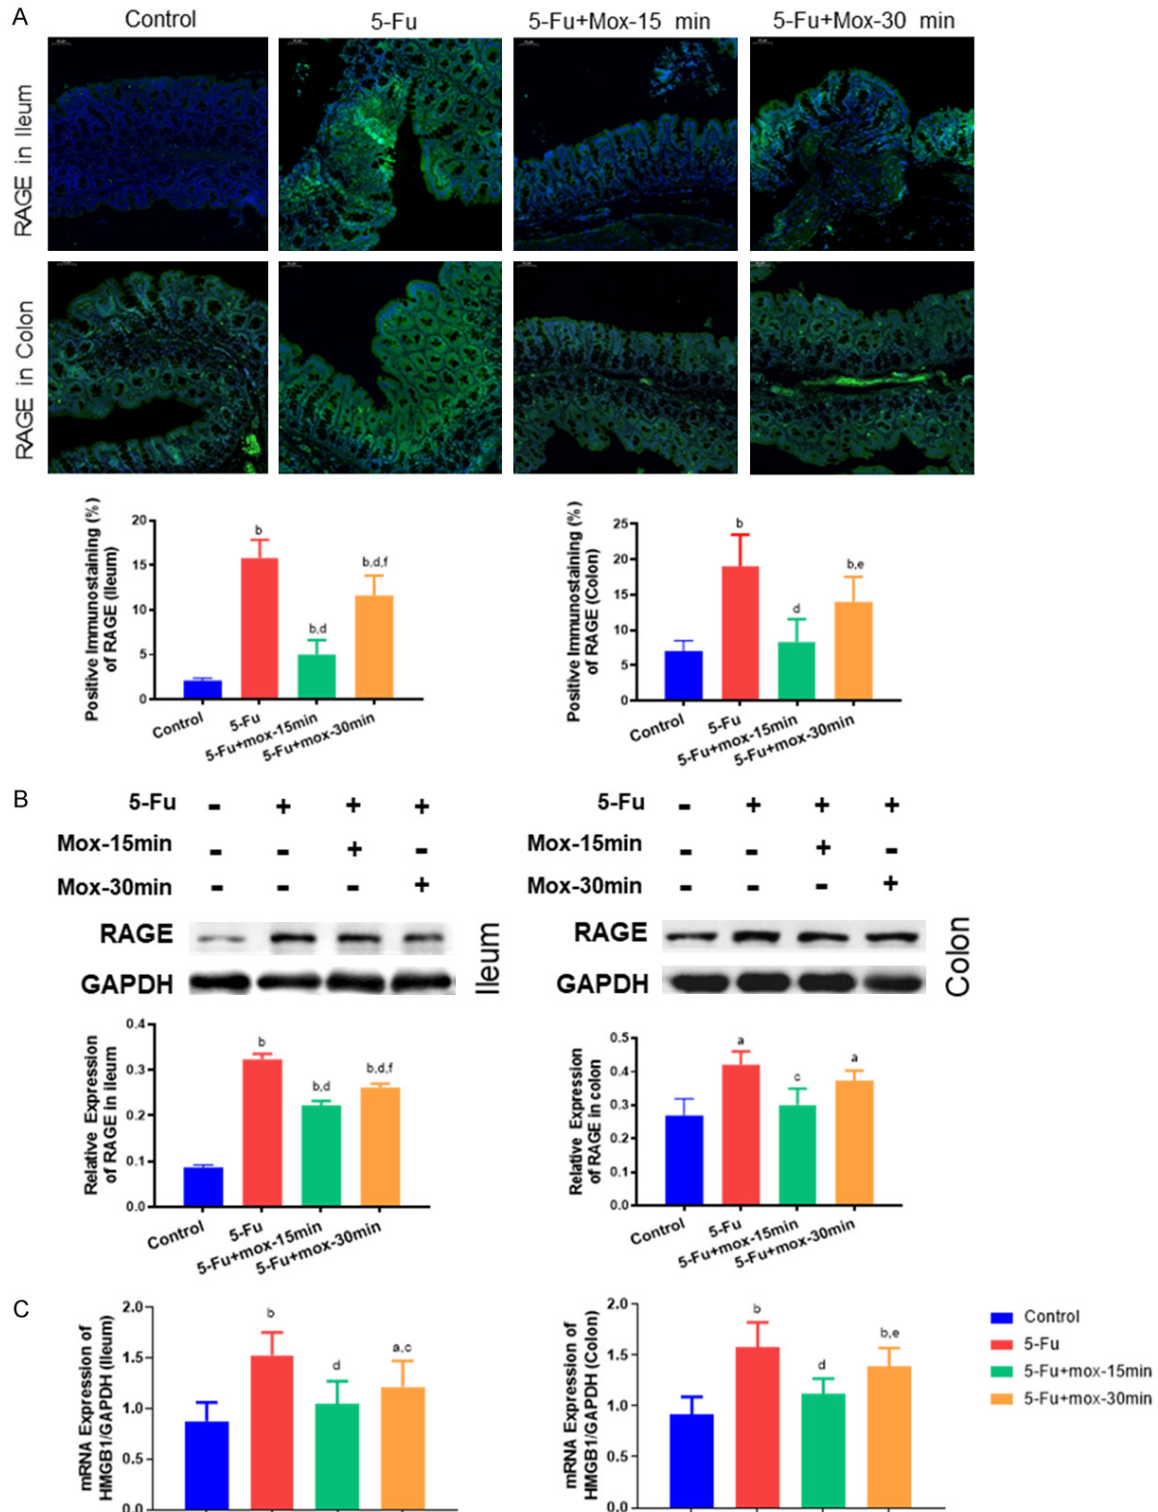 A
Control
5-Fu
5-Fu+Mox-15 min
5-Fu+Mox-30 min
RAGE in Ileum
RAGE in Colon
Positive Immunostaining (%)
of RAGE (Ileum)
20
15
10
5
0
b
b,d
b,d,f
Control
5-Fu
5-Fu+mox-15min
5-Fu+mox-30min
Positive Immunostaining (%)
of RAGE (Colon)
25
20
15
10
5
0
b
d
b,e
Control
5-Fu
5-Fu+mox-15min
5-Fu+mox-30min
B
5-Fu - + + +
Mox-15min - - + -
Mox-30min - - - +
RAGE
GAPDH
Ileum
5-Fu - + + +
Mox-15min - - + -
Mox-30min - - - +
RAGE
GAPDH
Colon
Relative Expression
of RAGE in ileum
0.4
0.3
0.2
0.1
0.0
b
b,d
b,d,f
Control
5-Fu
5-Fu+mox-15min
5-Fu+mox-30min
Relative Expression
of RAGE in colon
0.5
0.4
0.3
0.2
0.1
0.0
a
c
a
Control
5-Fu
5-Fu+mox-15min
5-Fu+mox-30min
C
mRNA Expression of
HMGB1/GAPDH (Ileum)
2.0
1.5
1.0
0.5
0.0
b
d
a,c
mRNA Expression of
HMGB1/GAPDH (Colon)
2.0
1.5
1.0
0.5
0.0
b
d
b,e
Control
5-Fu
5-Fu+mox-15min
5-Fu+mox-30min